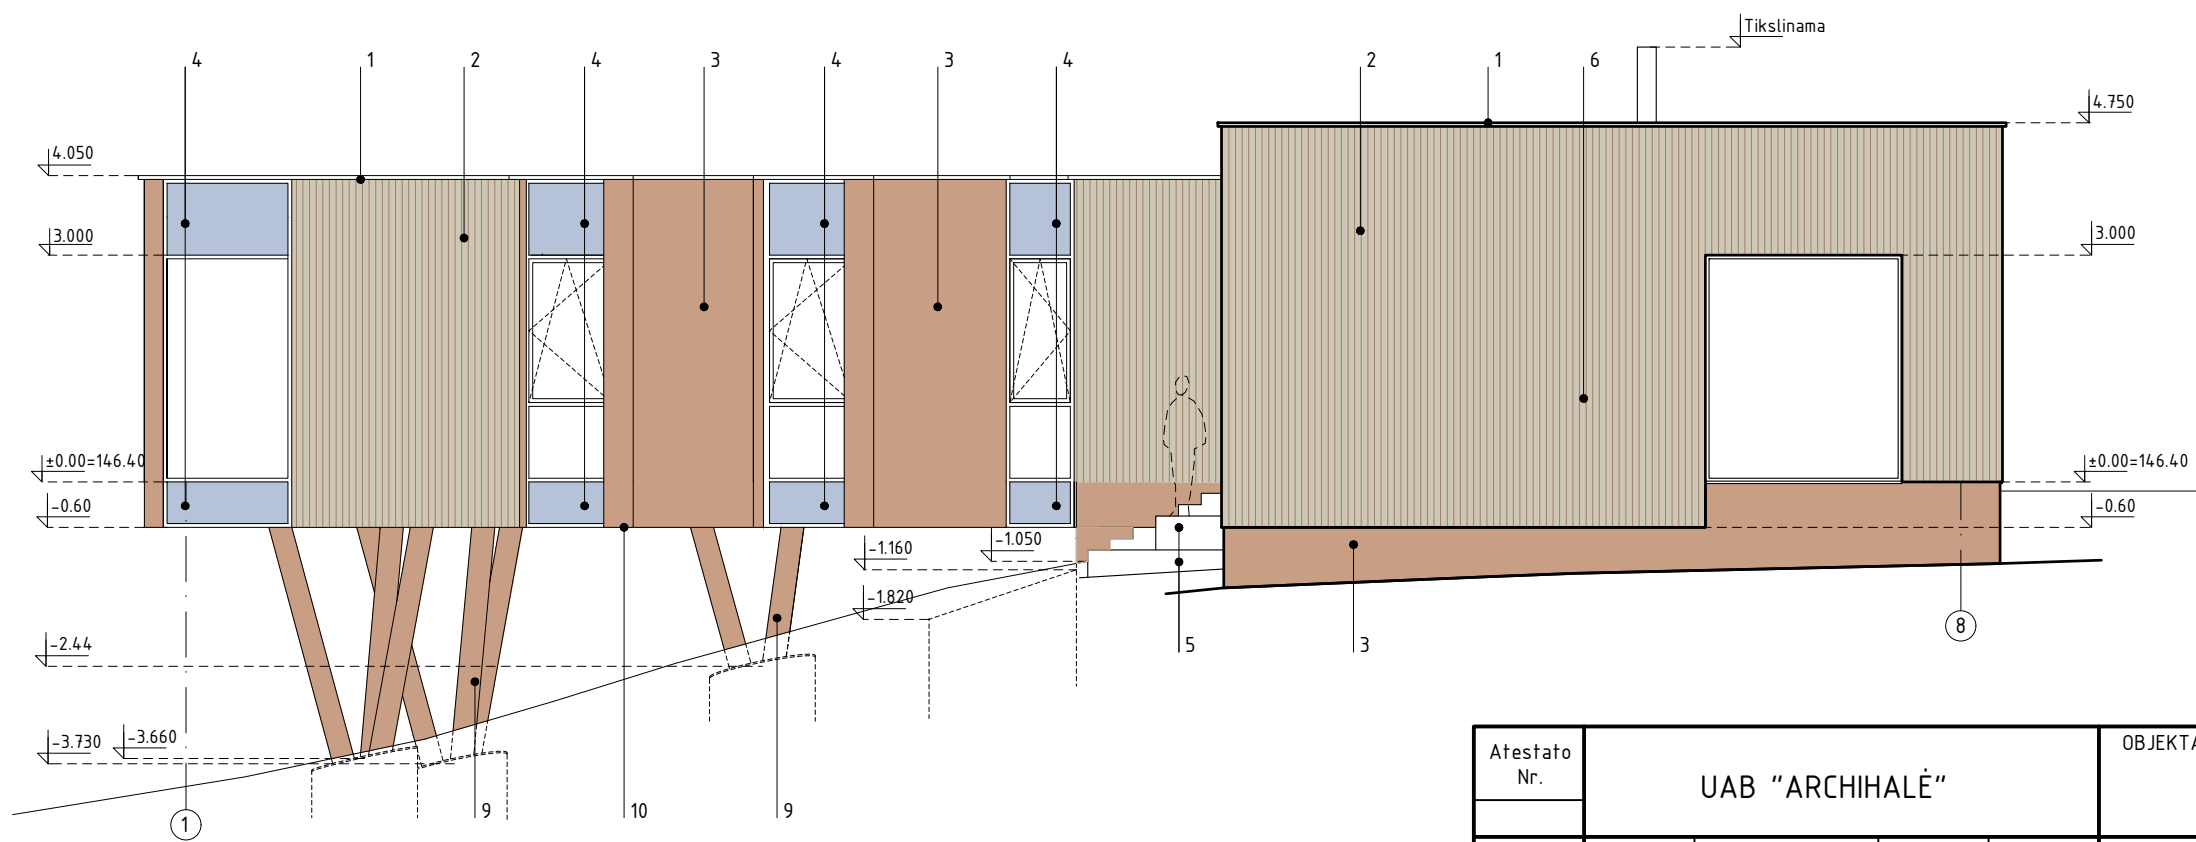 Tikslinama
4 1 2 4 3 4 3 4 2 1 6
4.750
4.050
3.000
3.000
±0.00=146.40
±0.00=146.40
-0.60
-0.60
-1.050
-1.160
-1.820
8
-2.44
5 3
-3.730
-3.660
Atestato
Nr.
UAB "ARCHIHALĖ"
OBJEKTA
1
9 10 9